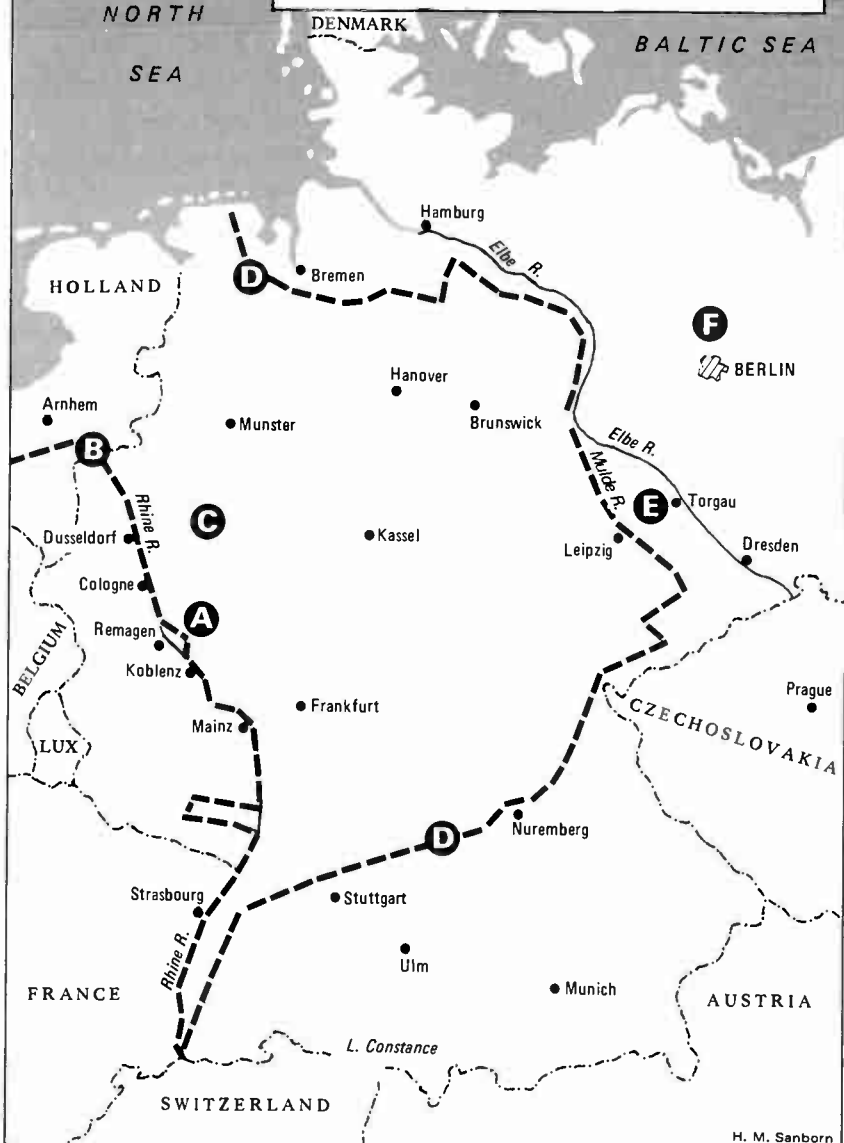 NORTH
SEA
DENMARK
BALTIC SEA
Hamburg
Elbe R.
D
Bremen
HOLLAND
F
BERLIN
Hanover
Arnhem
Munster
Brunswick
B
Elbe R.
Mulde R.
Rhine R.
E
Torgau
C
Dusseldorf
Kassel
Leipzig
Dresden
Cologne
A
Remagen
BELGIUM
Koblenz
Prague
Frankfurt
CZECHOSLOVAKIA
Mainz
LUX
Nuremberg
D
Strasbourg
Stuttgart
Rhine R.
Ulm
FRANCE
Munich
AUSTRIA
L. Constance
SWITZERLAND
H. M. Sanborn